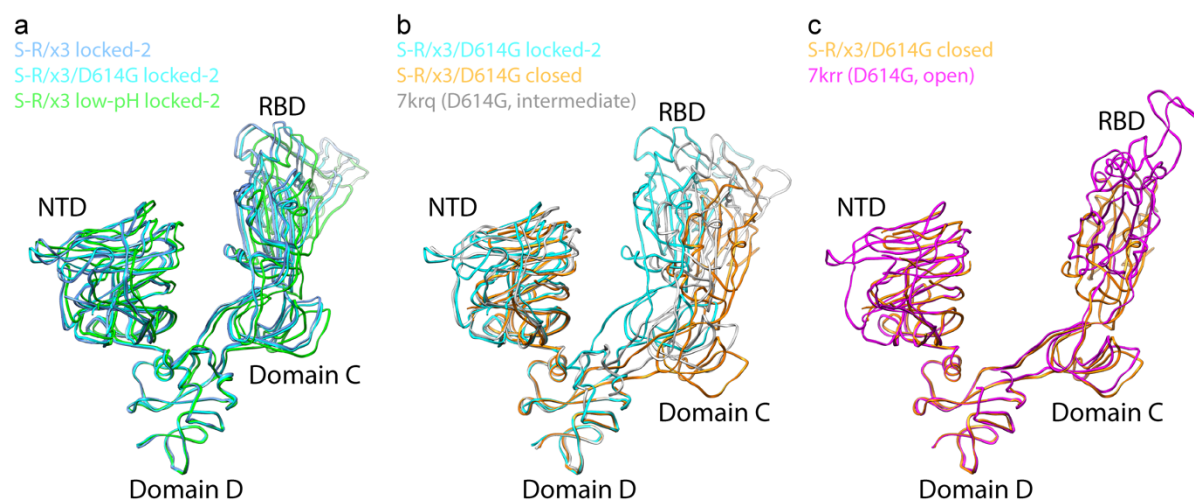 a
S-R/x3 locked-2
S-R/x3/D614G locked-2
S-R/x3 low-pH locked-2
RBD
NTD
Domain C
Domain D
b
S-R/x3/D614G locked-2
S-R/x3/D614G closed
7krq (D614G, intermediate)
RBD
NTD
Domain C
Domain D
c
S-R/x3/D614G closed
7krr (D614G, open)
RBD
NTD
Domain C
Domain D